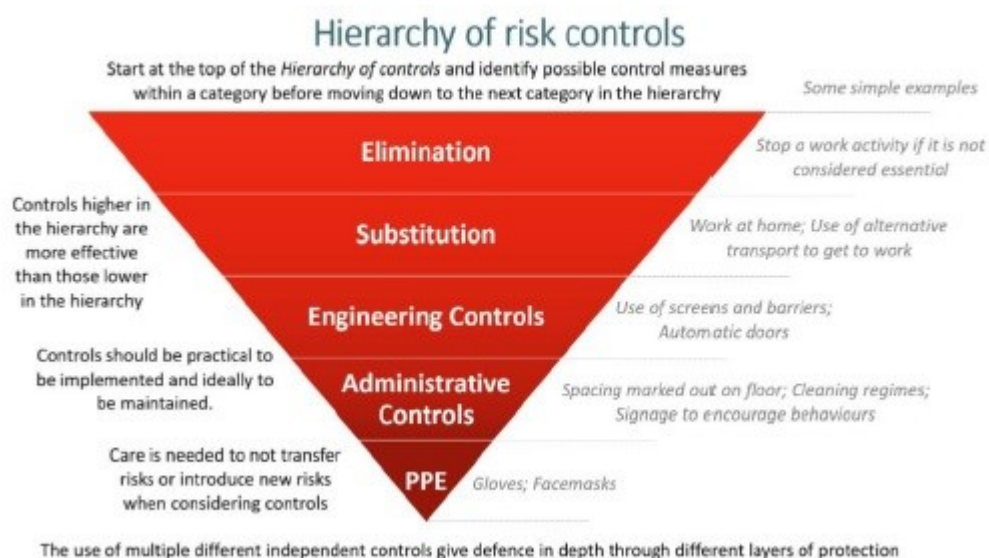 Hierarchy of risk controls
Start at the top of the Hierarchy of controls and identify possible control measures
within a category before moving down to the next category in the hierarchy
Some simple examples
Elimination
Stop a work activity if it is not
considered essential
Controls higher in
the hierarchy are
more effective
than those lower
in the hierarchy
Substitution
Work at home; Use of alternative
transport to get to work
Engineering Controls
Use of screens and barriers;
Automatic doors
Controls should be practical to
be implemented and ideally to
be maintained.
Administrative
Controls
Spacing marked out on floor; Cleaning regimes;
Signage to encourage behaviours
Care is needed to not transfer
risks or introduce new risks
when considering controls
PPE
Gloves; Facemasks
The use of multiple different independent controls give defence in depth through different layers of protection